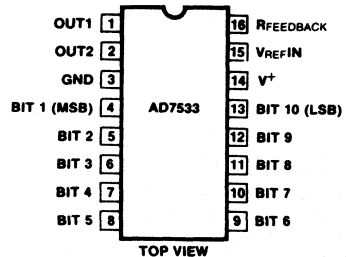 OUT1 1 16 RFEEDBACK
OUT2 2 15 VREFIN
GND 3 14 V+
BIT 1 (MSB) 4 AD7533 13 BIT 10 (LSB)
BIT 2 5 12 BIT 9
BIT 3 6 11 BIT 8
BIT 4 7 10 BIT 7
BIT 5 8 9 BIT 6
TOP VIEW